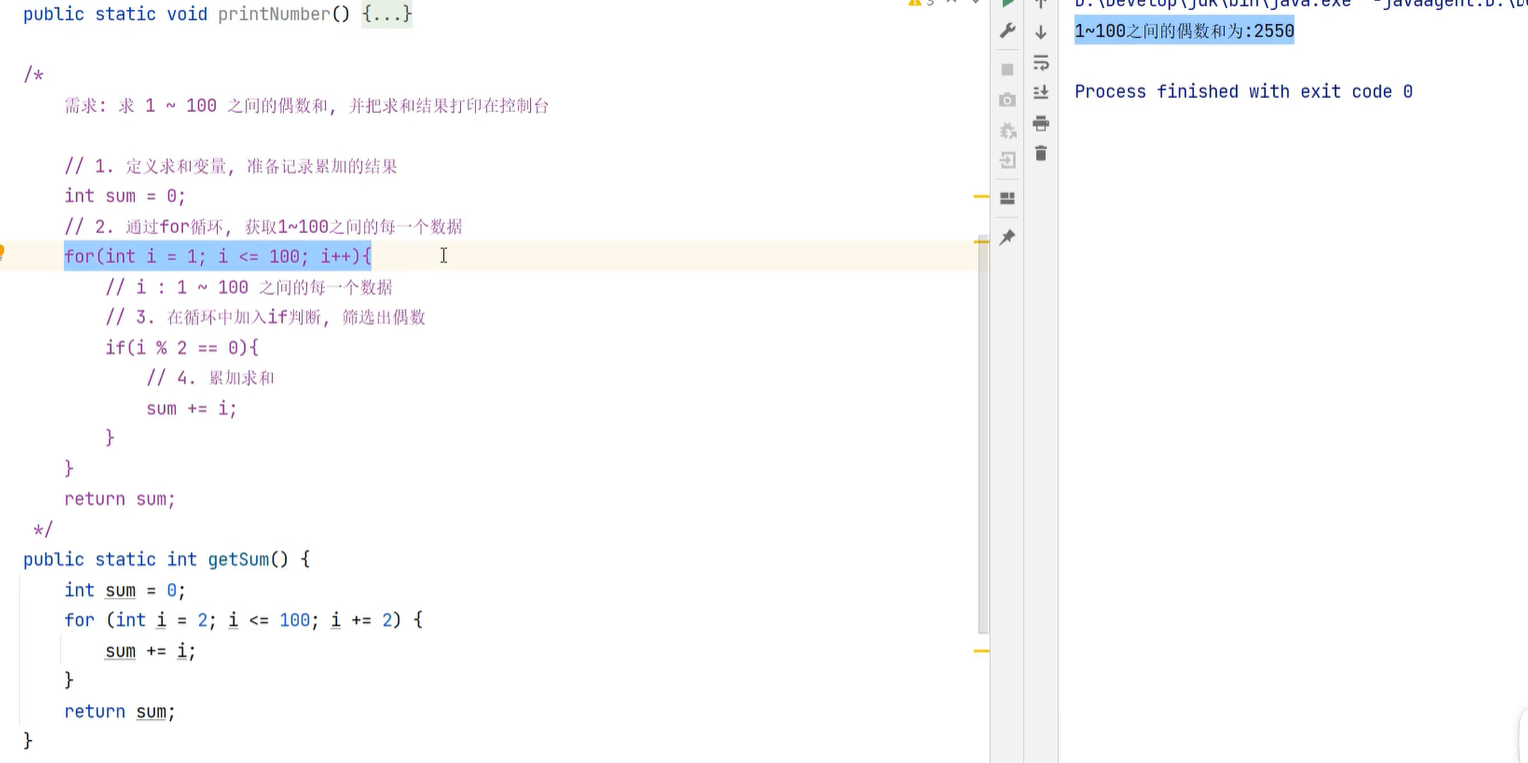 public static void printNumber() {...}
/*
需求: 求 1 ~ 100 之间的偶数和, 并把求和结果打印在控制台
// 1. 定义求和变量, 准备记录累加的结果
int sum = 0;
// 2. 通过for循环, 获取1~100之间的每一个数据
for(int i = 1; i <= 100; i++){
// i : 1 ~ 100 之间的每一个数据
// 3. 在循环中加入if判断, 筛选出偶数
if(i % 2 == 0){
// 4. 累加求和
sum += i;
}
}
return sum;
*/
public static int getSum() {
int sum = 0;
for (int i = 2; i <= 100; i += 2) {
sum += i;
}
return sum;
}
3
D:\Develop\jdk\bin\java.exe "-javaagent:D:\D
1~100之间的偶数和为:2550
Process finished with exit code 0